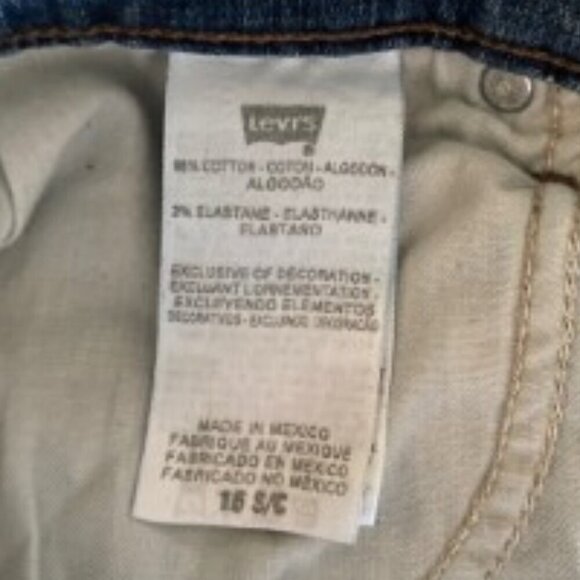 Levi's
®
98% COTTON - COTON - ALGODON -
ALGODÃO
2% ELASTANE - ELASTHANNE -
ELASTANO
EXCLUSIVE OF DECORATION -
EXCLUANT L'ORNEMENTATION -
EXCLUYENDO ELEMENTOS
DECORATIVOS - EXCLUINDO DECORAÇÃO
MADE IN MEXICO
FABRIQUE AU MEXIQUE
FABRICADO EN MEXICO
FABRICADO NO MÉXICO
16 S/C